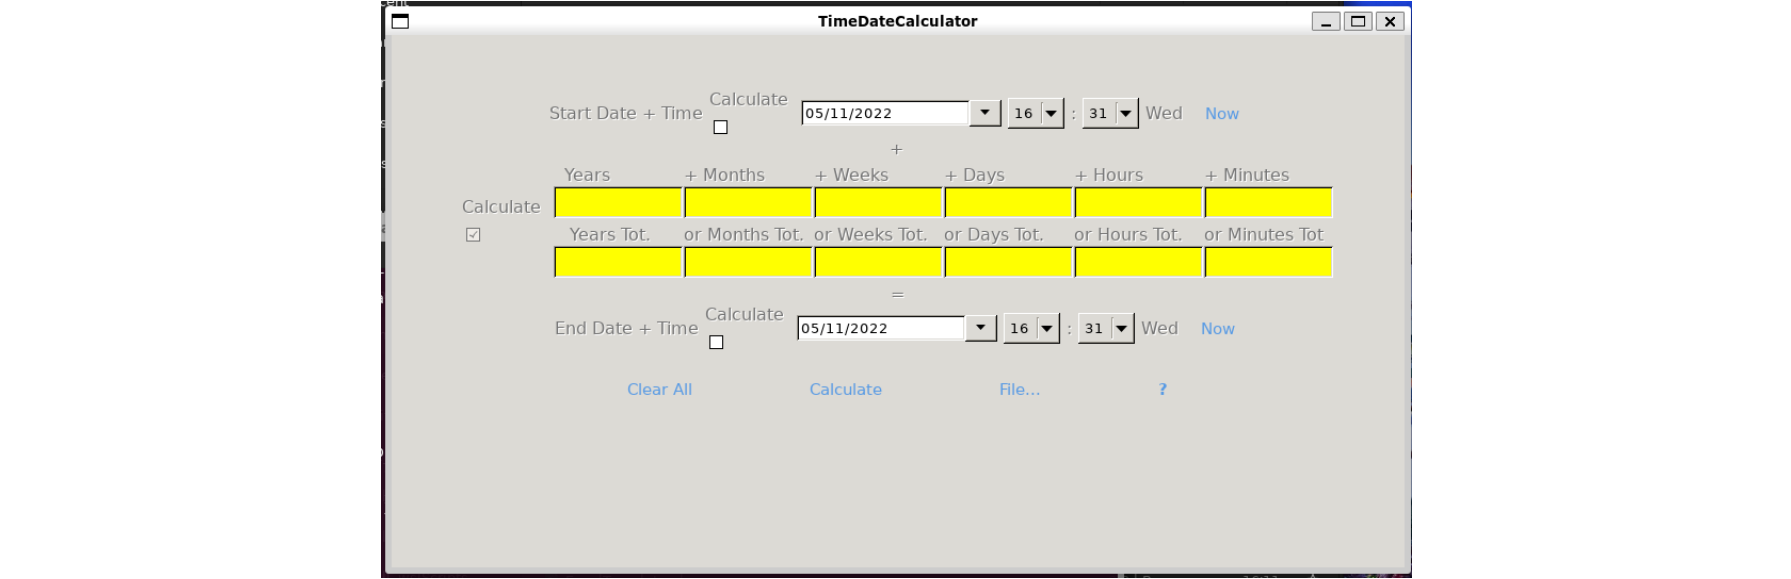 TimeDateCalculator
Start Date + Time Calculate 05/11/2022 16 : 31 Wed Now
+
Years + Months + Weeks + Days + Hours + Minutes
Calculate
Years Tot. or Months Tot. or Weeks Tot. or Days Tot. or Hours Tot. or Minutes Tot
=
End Date + Time Calculate 05/11/2022 16 : 31 Wed Now
Clear All Calculate File... ?